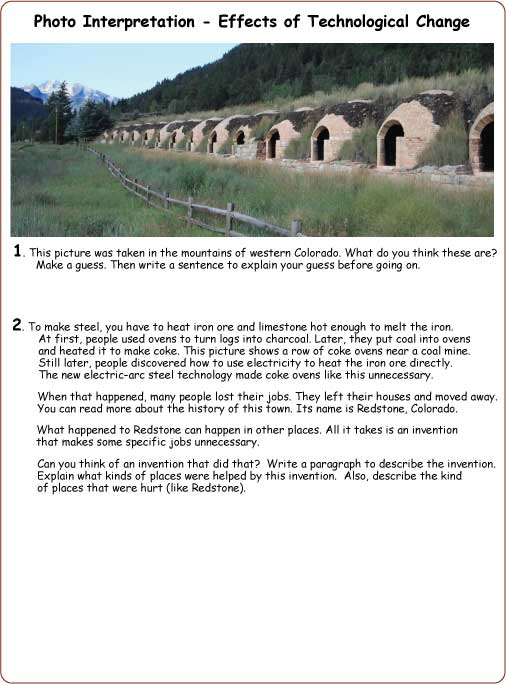 Photo Interpretation - Effects of Technological Change
1. This picture was taken in the mountains of western Colorado. What do you think these are?
Make a guess. Then write a sentence to explain your guess before going on.
2. To make steel, you have to heat iron ore and limestone hot enough to melt the iron.
At first, people used ovens to turn logs into charcoal. Later, they put coal into ovens
and heated it to make coke. This picture shows a row of coke ovens near a coal mine.
Still later, people discovered how to use electricity to heat the iron ore directly.
The new electric-arc steel technology made coke ovens like this unnecessary.
When that happened, many people lost their jobs. They left their houses and moved away.
You can read more about the history of this town. Its name is Redstone, Colorado.
What happened to Redstone can happen in other places. All it takes is an invention
that makes some specific jobs unnecessary.
Can you think of an invention that did that? Write a paragraph to describe the invention.
Explain what kinds of places were helped by this invention. Also, describe the kind
of places that were hurt (like Redstone).